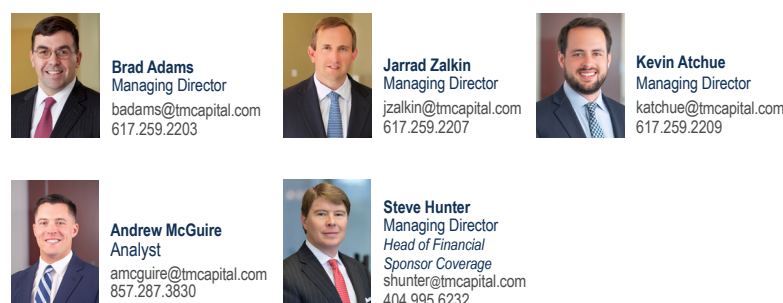 Brad Adams
Managing Director
badams@tmcapital.com
617.259.2203
Jarrad Zalkin
Managing Director
jzalkin@tmcapital.com
617.259.2207
Kevin Atchue
Managing Director
katchue@tmcapital.com
617.259.2209
Andrew McGuire
Analyst
amcguire@tmcapital.com
857.287.3830
Steve Hunter
Managing Director
Head of Financial
Sponsor Coverage
shunter@tmcapital.com
404.995.6232